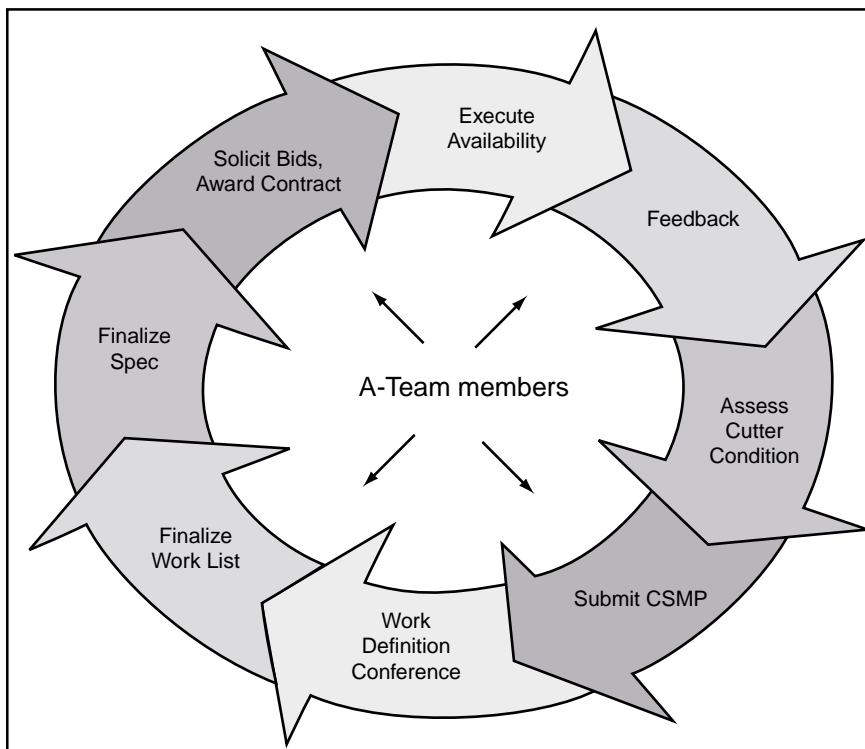 Execute
Availability
Feedback
Assess
Cutter
Condition
Submit CSMP
Work
Definition
Conference
Finalize
Work List
Finalize
Spec
Solicit Bids,
Award Contract
A-Team members